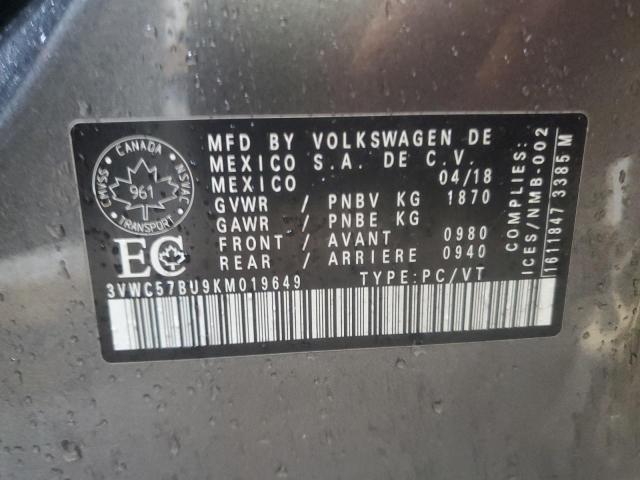 MFD BY VOLKSWAGEN DE
MEXICO S.A. DE C.V.
MEXICO 04/18
GVWR / PNBV KG 1870
GAWR / PNBE KG
FRONT / AVANT 0980
REAR / ARRIERE 0940
3VWC57BU9KM019649 TYPE:PC/VT
CANADA
CMVSS
961
NSVAC
TRANSPORT
EC
COMPLIES:
ICES/NMB-002
1611847 3385 M